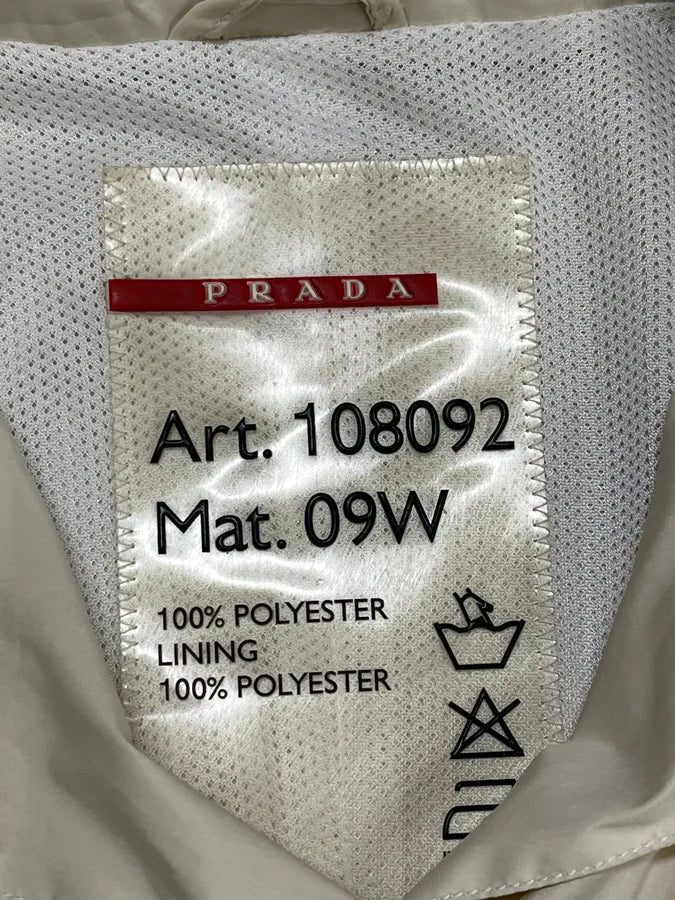 PRADA
Art. 108092
Mat. 09W
100% POLYESTER
LINING
100% POLYESTER